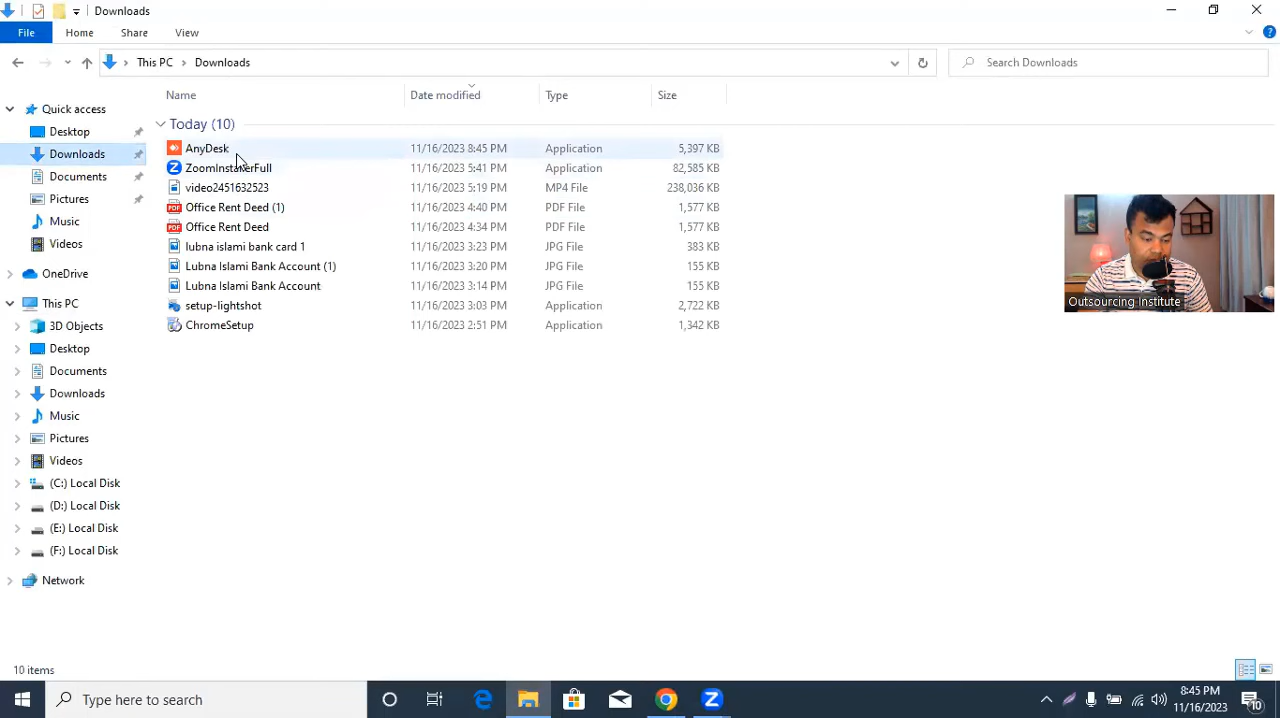 Downloads
File Home Share View
This PC Downloads Search Downloads
Name Date modified Type Size
Quick access
Desktop
Downloads
Documents
Pictures
Music
Videos
OneDrive
This PC
3D Objects
Desktop
Documents
Downloads
Music
Pictures
Videos
(C:) Local Disk
(D:) Local Disk
(E:) Local Disk
(F:) Local Disk
Network
Today (10)
AnyDesk 11/16/2023 8:45 PM Application 5,397 KB
ZoomInstallerFull 11/16/2023 5:41 PM Application 82,585 KB
video2451632523 11/16/2023 5:19 PM MP4 File 238,036 KB
Office Rent Deed (1) 11/16/2023 4:40 PM PDF File 1,577 KB
Office Rent Deed 11/16/2023 4:34 PM PDF File 1,577 KB
lubna islami bank card 1 11/16/2023 3:23 PM JPG File 383 KB
Lubna Islami Bank Account (1) 11/16/2023 3:20 PM JPG File 155 KB
Lubna Islami Bank Account 11/16/2023 3:14 PM JPG File 155 KB
setup-lightshot 11/16/2023 3:03 PM Application 2,722 KB
ChromeSetup 11/16/2023 2:51 PM Application 1,342 KB
Outsourcing Institute
10 items
Type here to search
8:45 PM
11/16/2023
10